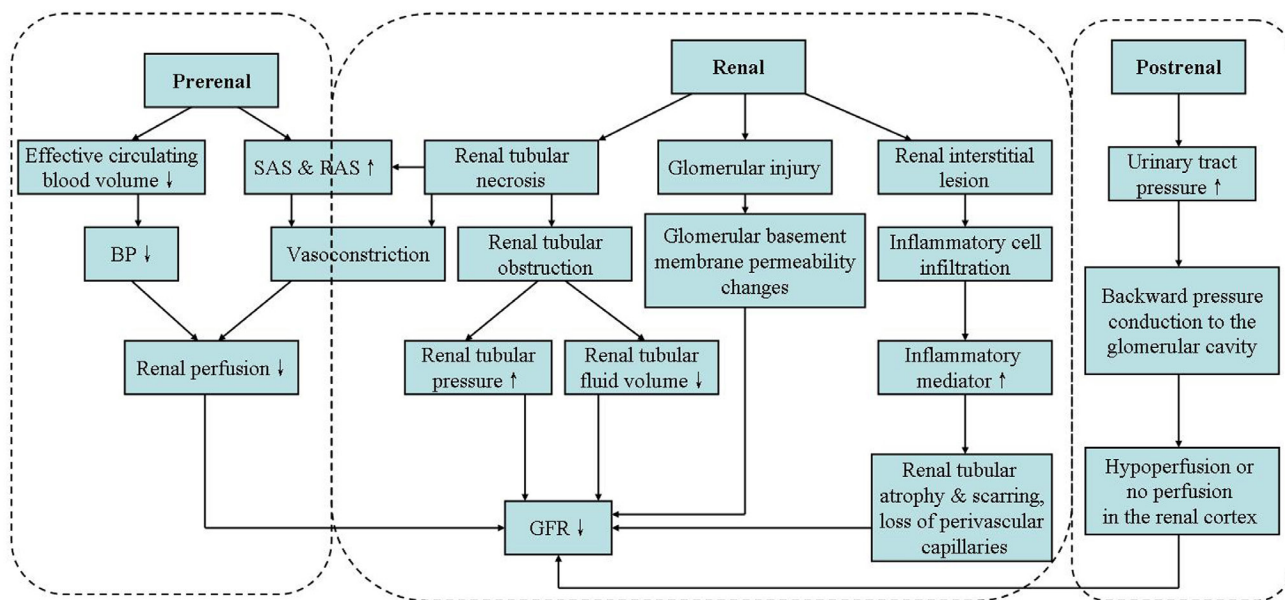 Prerenal
Renal
Postrenal
Effective circulating
blood volume ↓
SAS & RAS ↑
Renal tubular
necrosis
Glomerular injury
Renal interstitial
lesion
Urinary tract
pressure ↑
BP ↓
Vasoconstriction
Renal tubular
obstruction
Glomerular basement
membrane permeability
changes
Inflammatory cell
infiltration
Backward pressure
conduction to the
glomerular cavity
Renal perfusion ↓
Renal tubular
pressure ↑
Renal tubular
fluid volume ↓
Inflammatory
mediator ↑
Hypoperfusion or
no perfusion
in the renal cortex
GFR ↓
Renal tubular
atrophy & scarring,
loss of perivascular
capillaries